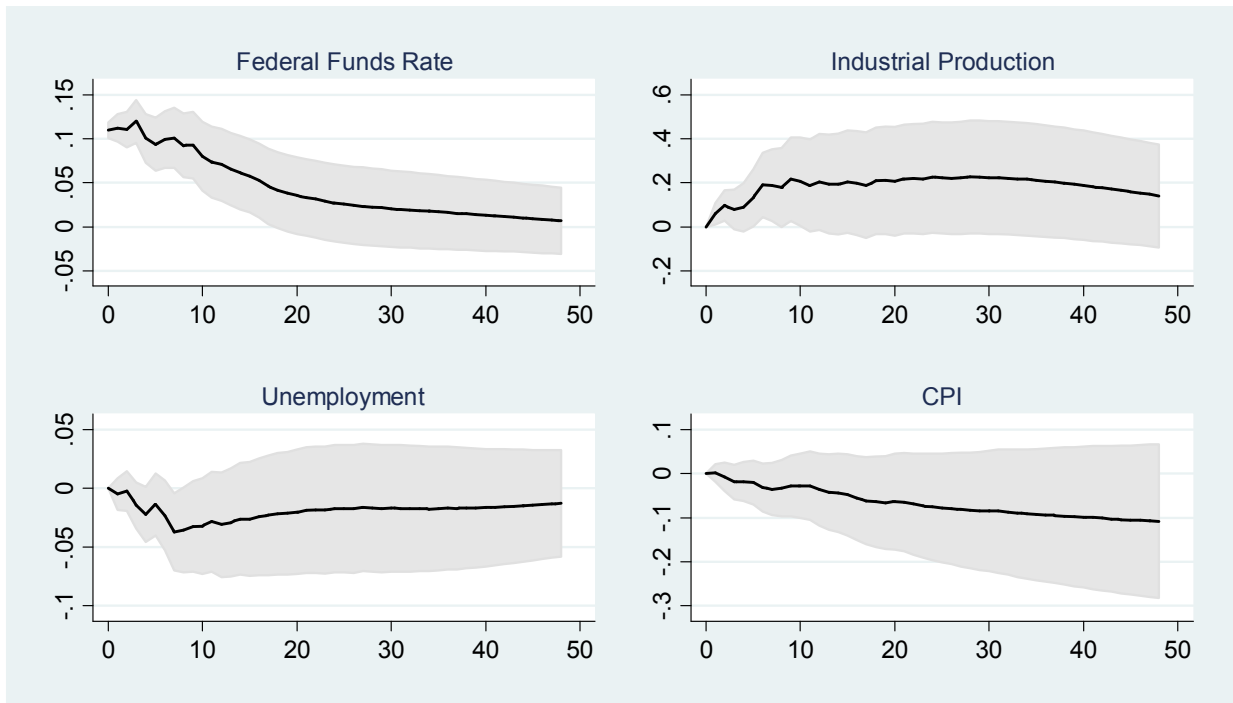 Federal Funds Rate
.15
.1
.05
0
-.05
0 10 20 30 40 50
Industrial Production
.6
.4
.2
0
-.2
0 10 20 30 40 50
Unemployment
.05
0
-.05
-.1
0 10 20 30 40 50
CPI
.1
0
-.1
-.2
-.3
0 10 20 30 40 50